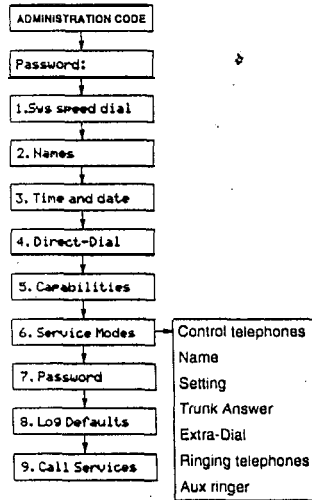 ADMINISTRATION CODE
Password:
1.Sys speed dial
2. Names
3. Time and date
4. Direct-Dial
5. Capabilities
6. Service Modes
Control telephones
Name
Setting
Trunk Answer
Extra-Dial
Ringing telephones
Aux ringer
7. Password
8. Log Defaults
9. Call Services